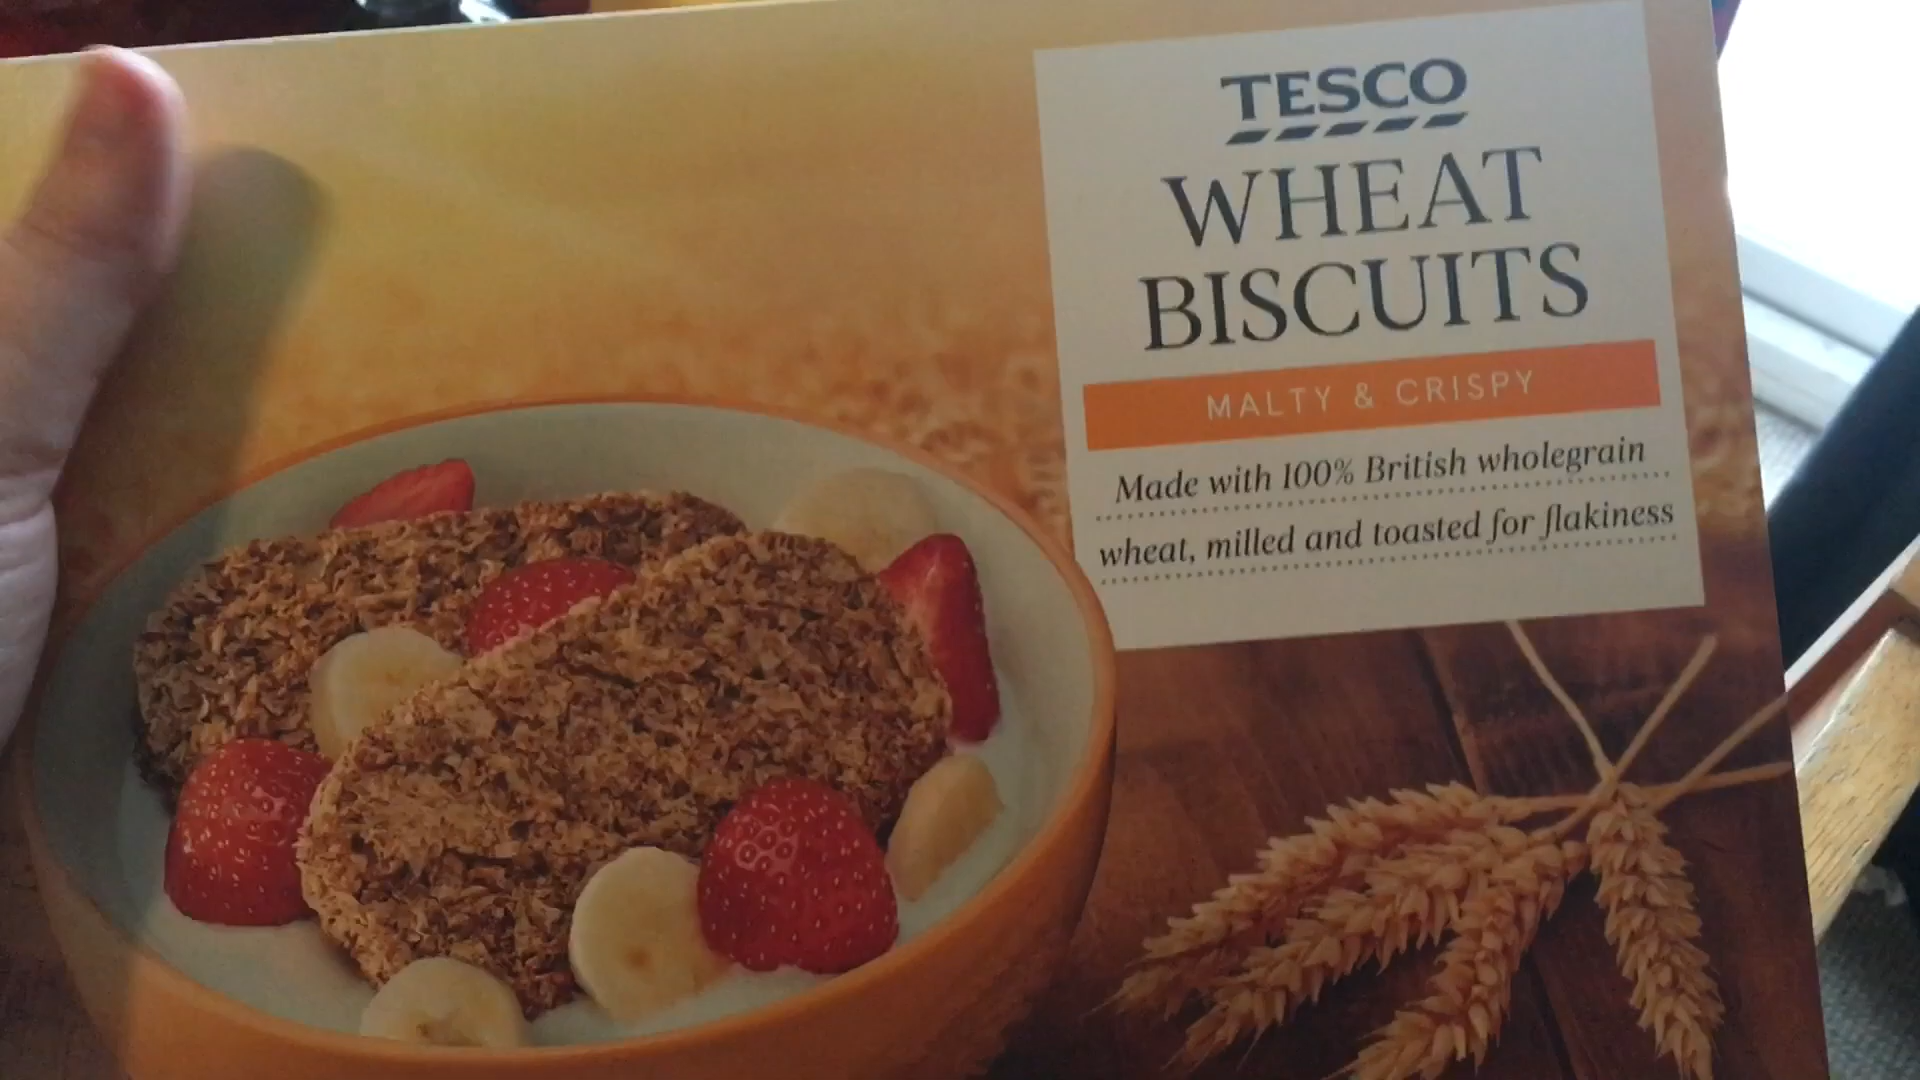 TESCO
WHEAT
BISCUITS
MALTY & CRISPY
Made with 100% British wholegrain
wheat, milled and toasted for flakiness